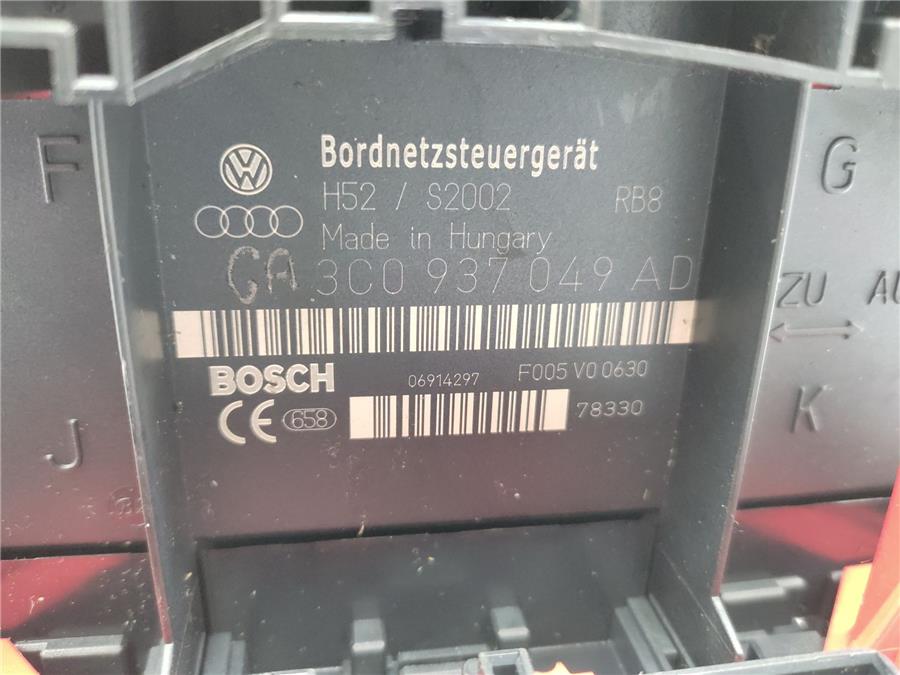 F
G
Bordnetzsteuergerät
H52 / S2002 RB8
Made in Hungary
GA 3C0 937 049 AD
ZU
BOSCH 06914297 F005 V0 0630
CE 658 78330
J
K